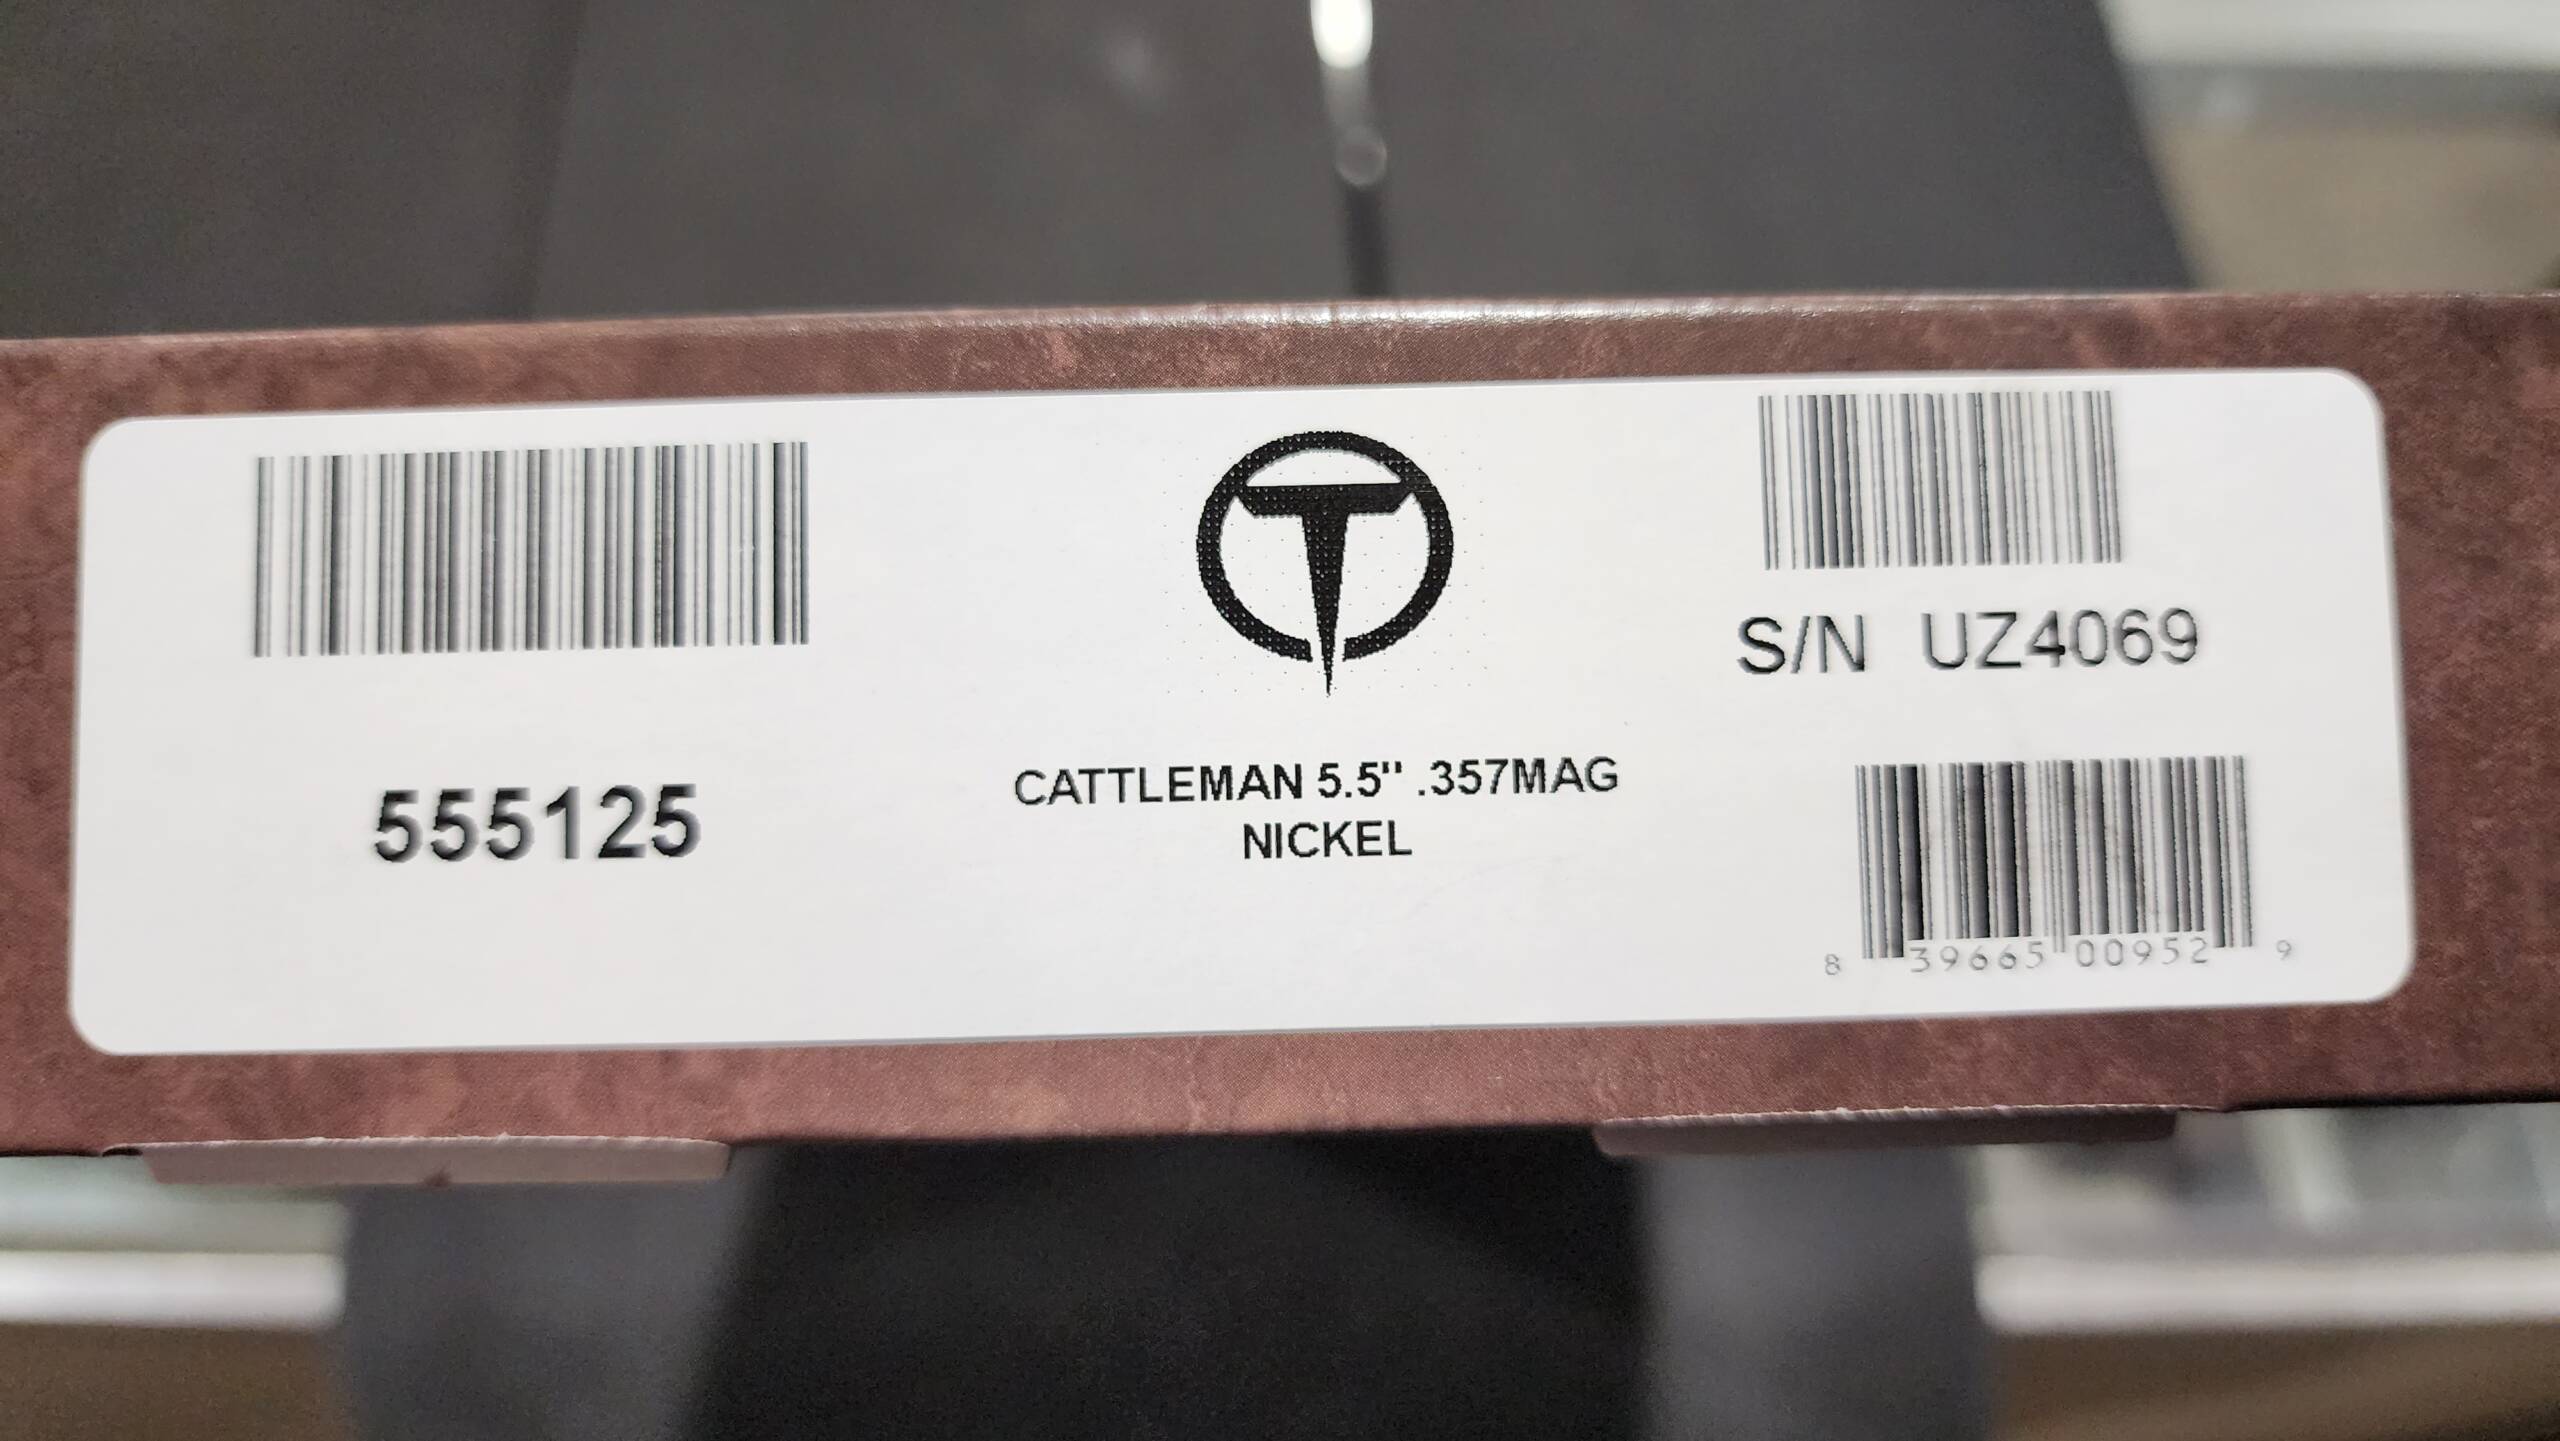 555125
CATTLEMAN 5.5" .357MAG
NICKEL
S/N UZ4069
8 39665 00952 9